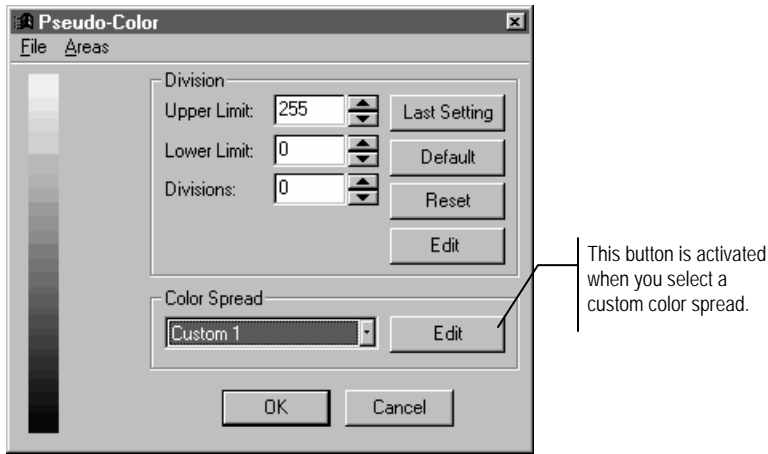 Pseudo-Color
File Areas
Division
Upper Limit: 255 Last Setting
Lower Limit: 0 Default
Divisions: 0 Reset
Edit
Color Spread
Custom 1 Edit
OK Cancel
This button is activated
when you select a
custom color spread.